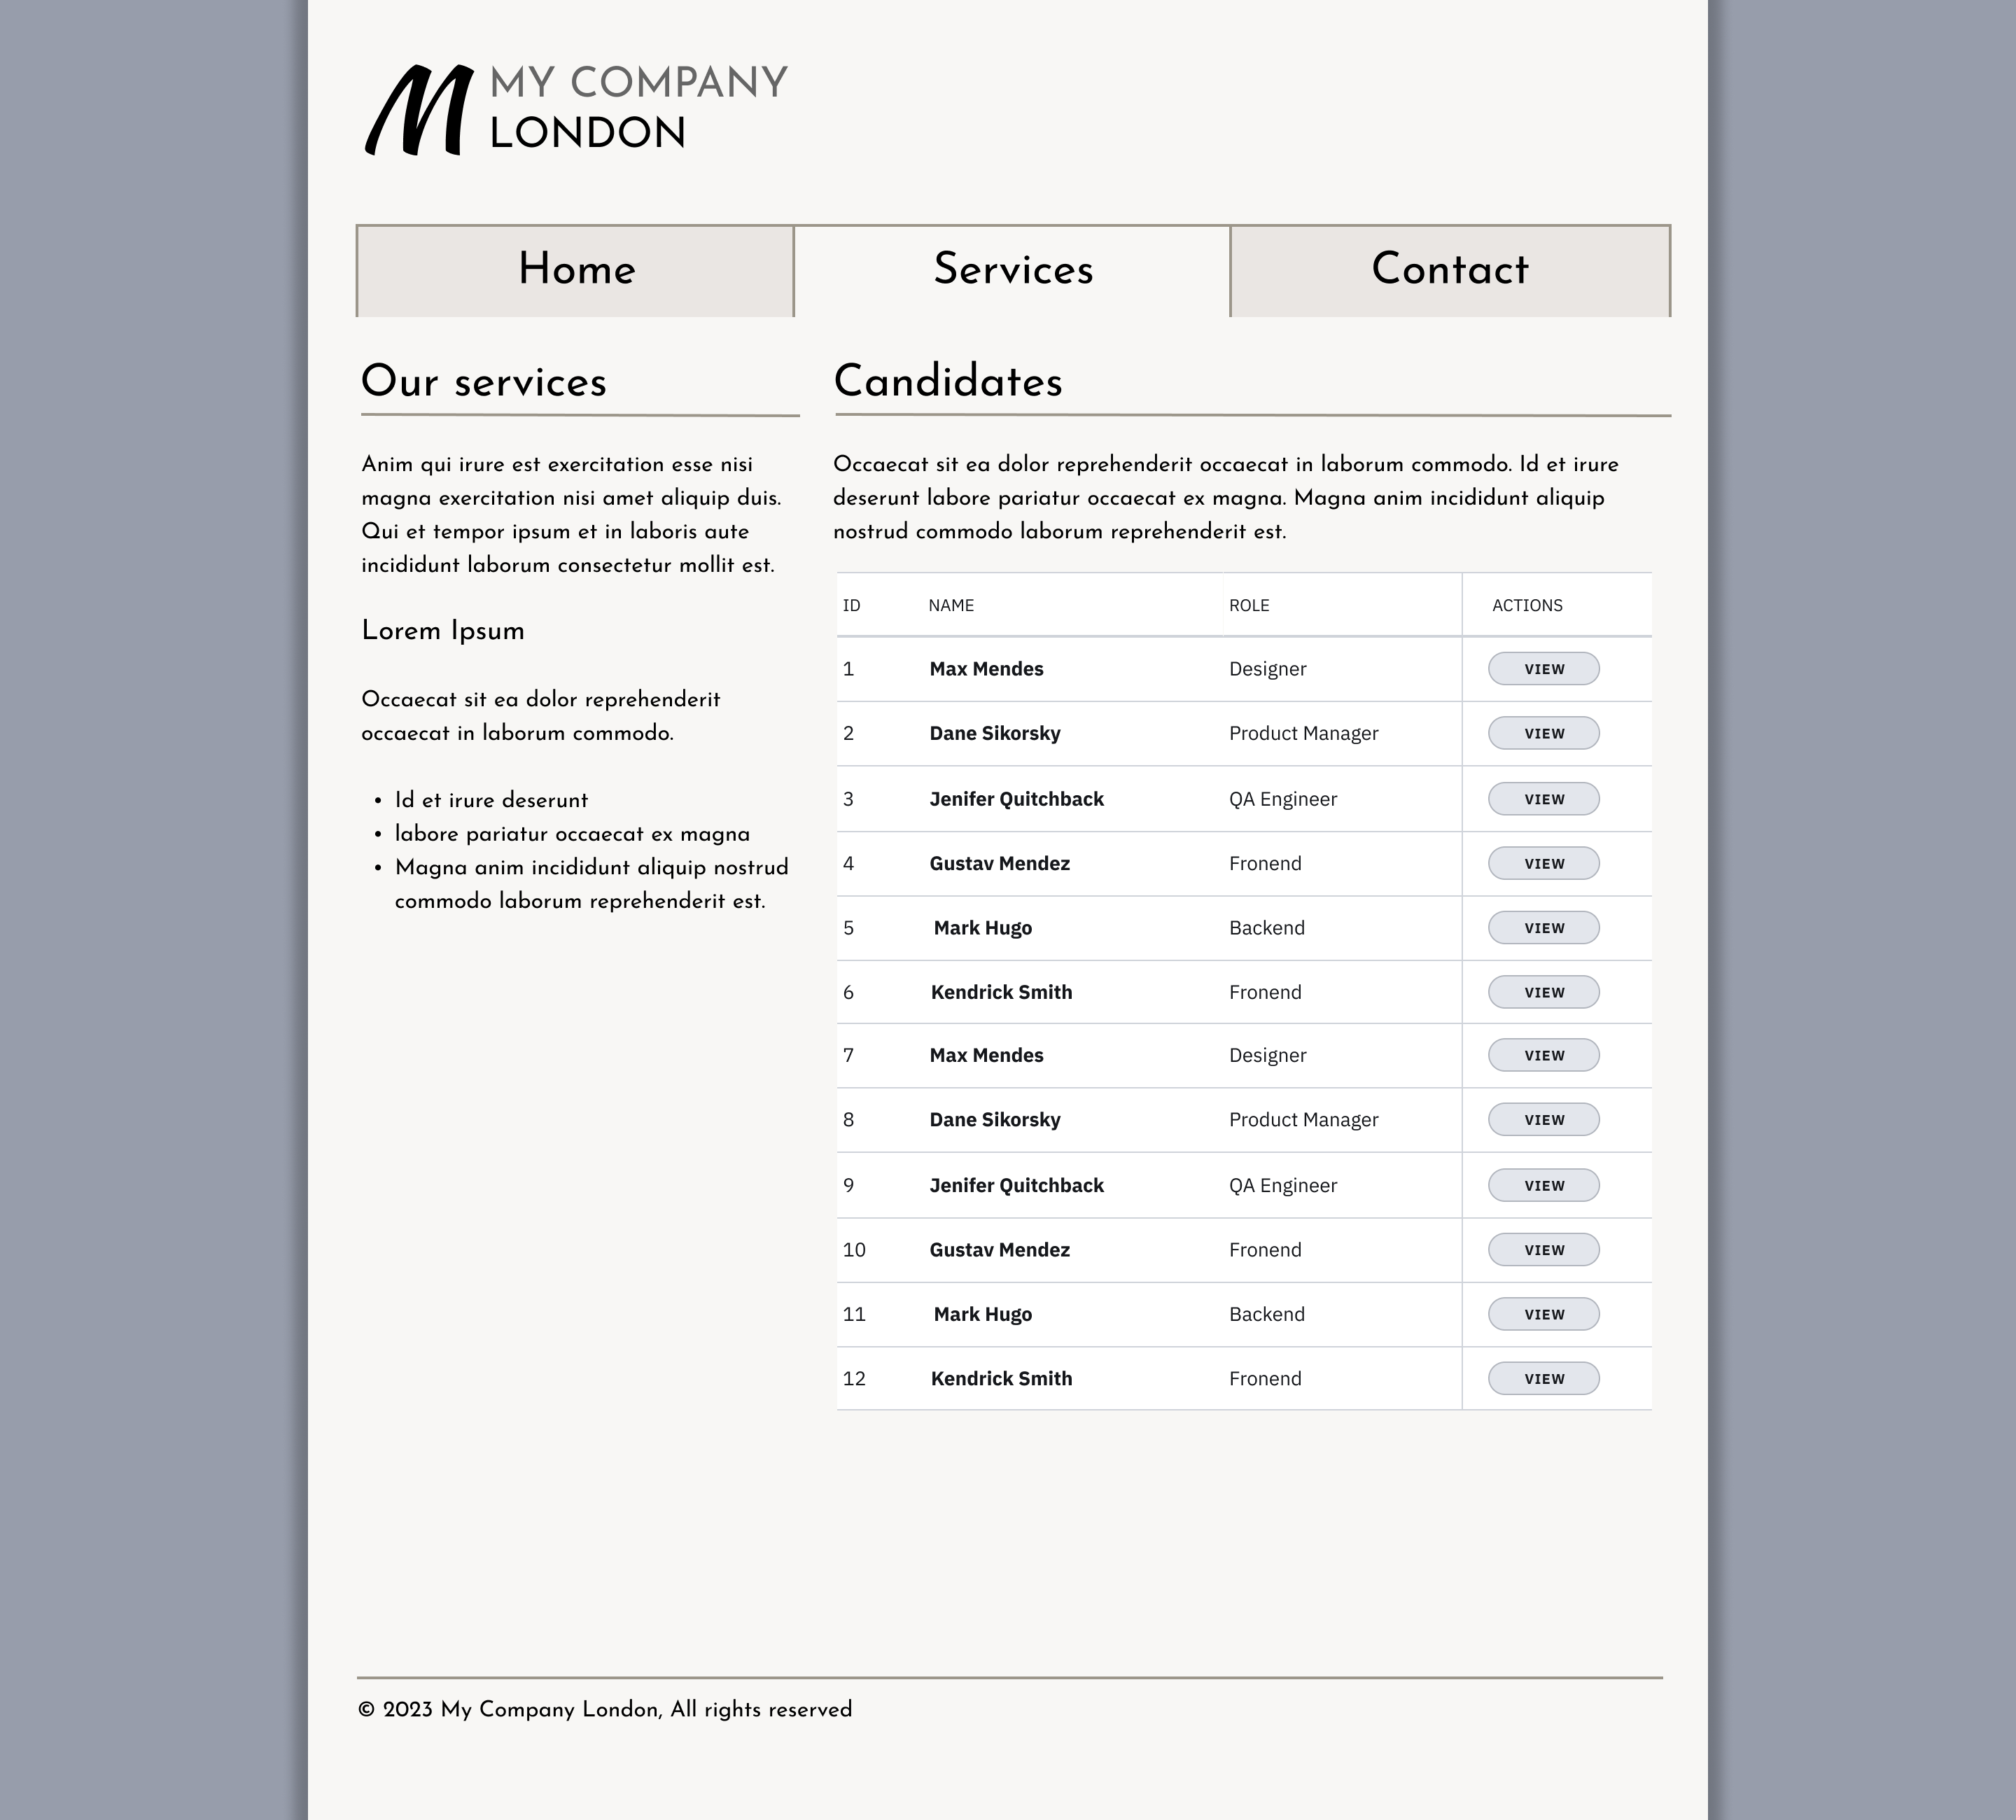 M MY COMPANY
LONDON
Home Services Contact
Our services
Anim qui irure est exercitation esse nisi
magna exercitation nisi amet aliquip duis.
Qui et tempor ipsum et in laboris aute
incididunt laborum consectetur mollit est.
Lorem Ipsum
Occaecat sit ea dolor reprehenderit
occaecat in laborum commodo.
• Id et irure deserunt
• labore pariatur occaecat ex magna
• Magna anim incididunt aliquip nostrud
commodo laborum reprehenderit est.
Candidates
Occaecat sit ea dolor reprehenderit occaecat in laborum commodo. Id et irure
deserunt labore pariatur occaecat ex magna. Magna anim incididunt aliquip
nostrud commodo laborum reprehenderit est.
ID NAME ROLE ACTIONS
1 Max Mendes Designer VIEW
2 Dane Sikorsky Product Manager VIEW
3 Jenifer Quitchback QA Engineer VIEW
4 Gustav Mendez Fronend VIEW
5 Mark Hugo Backend VIEW
6 Kendrick Smith Fronend VIEW
7 Max Mendes Designer VIEW
8 Dane Sikorsky Product Manager VIEW
9 Jenifer Quitchback QA Engineer VIEW
10 Gustav Mendez Fronend VIEW
11 Mark Hugo Backend VIEW
12 Kendrick Smith Fronend VIEW
© 2023 My Company London, All rights reserved